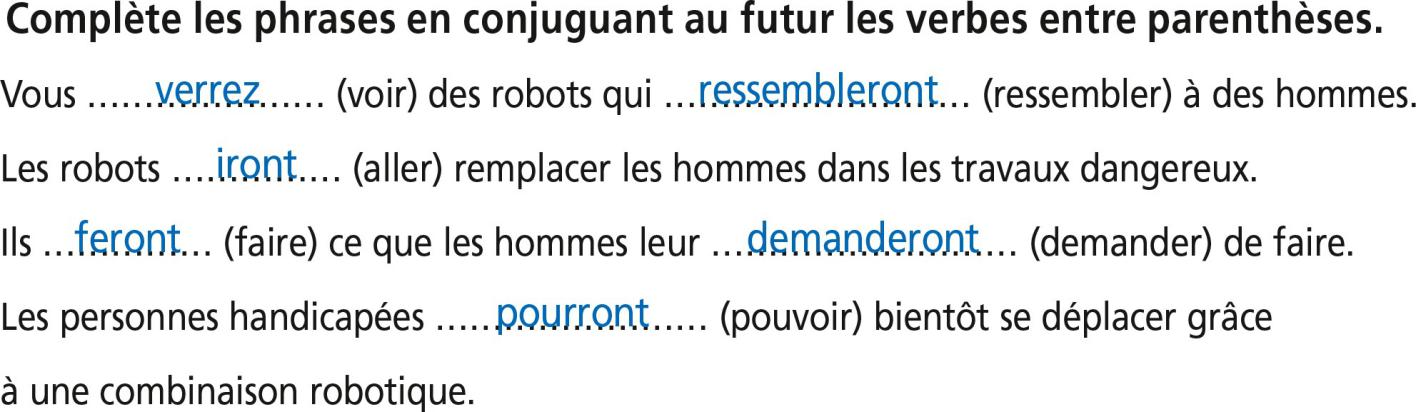 Complète les phrases en conjuguant au futur les verbes entre parenthèses.
Vous ......verrez...... (voir) des robots qui ...ressembleront... (ressembler) à des hommes.
Les robots ....iront.... (aller) remplacer les hommes dans les travaux dangereux.
Ils ...feront... (faire) ce que les hommes leur ...demanderont... (demander) de faire.
Les personnes handicapées .....pourront..... (pouvoir) bientôt se déplacer grâce
à une combinaison robotique.